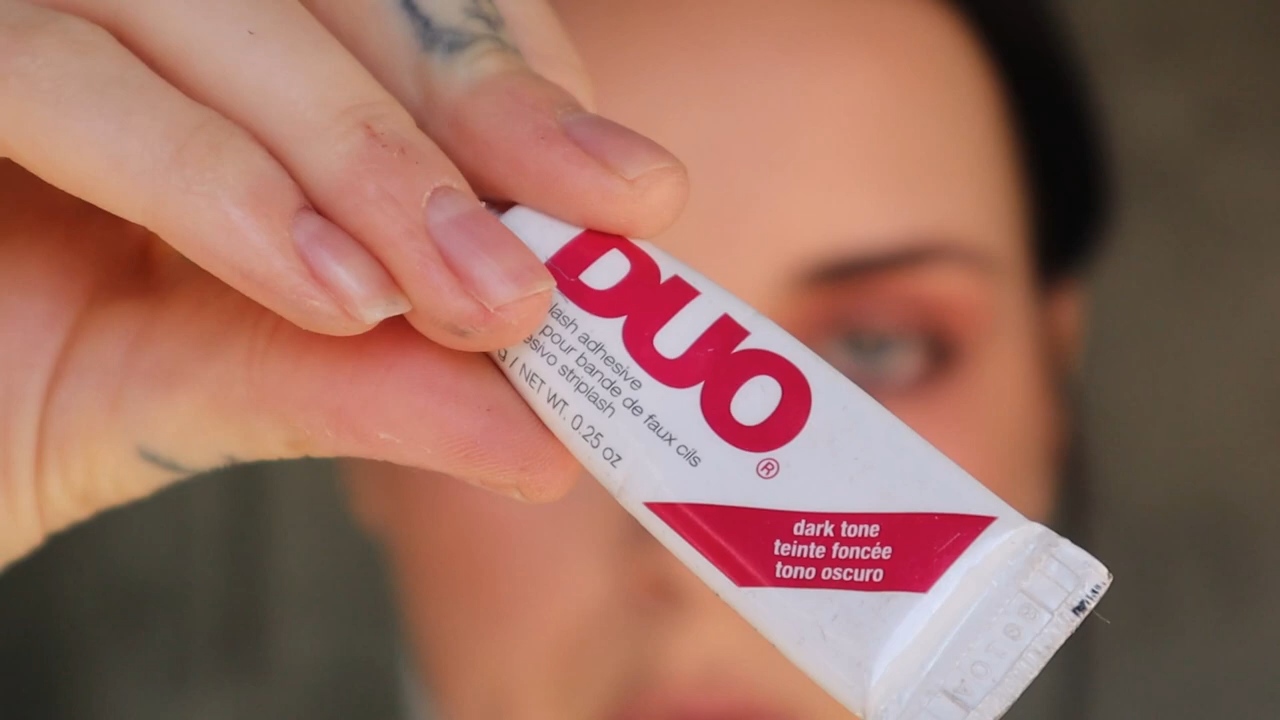 DUO
®
lash adhesive
pour bande de faux cils
striplash
/ NET WT. 0.25 oz
dark tone
teinte foncée
tono oscuro